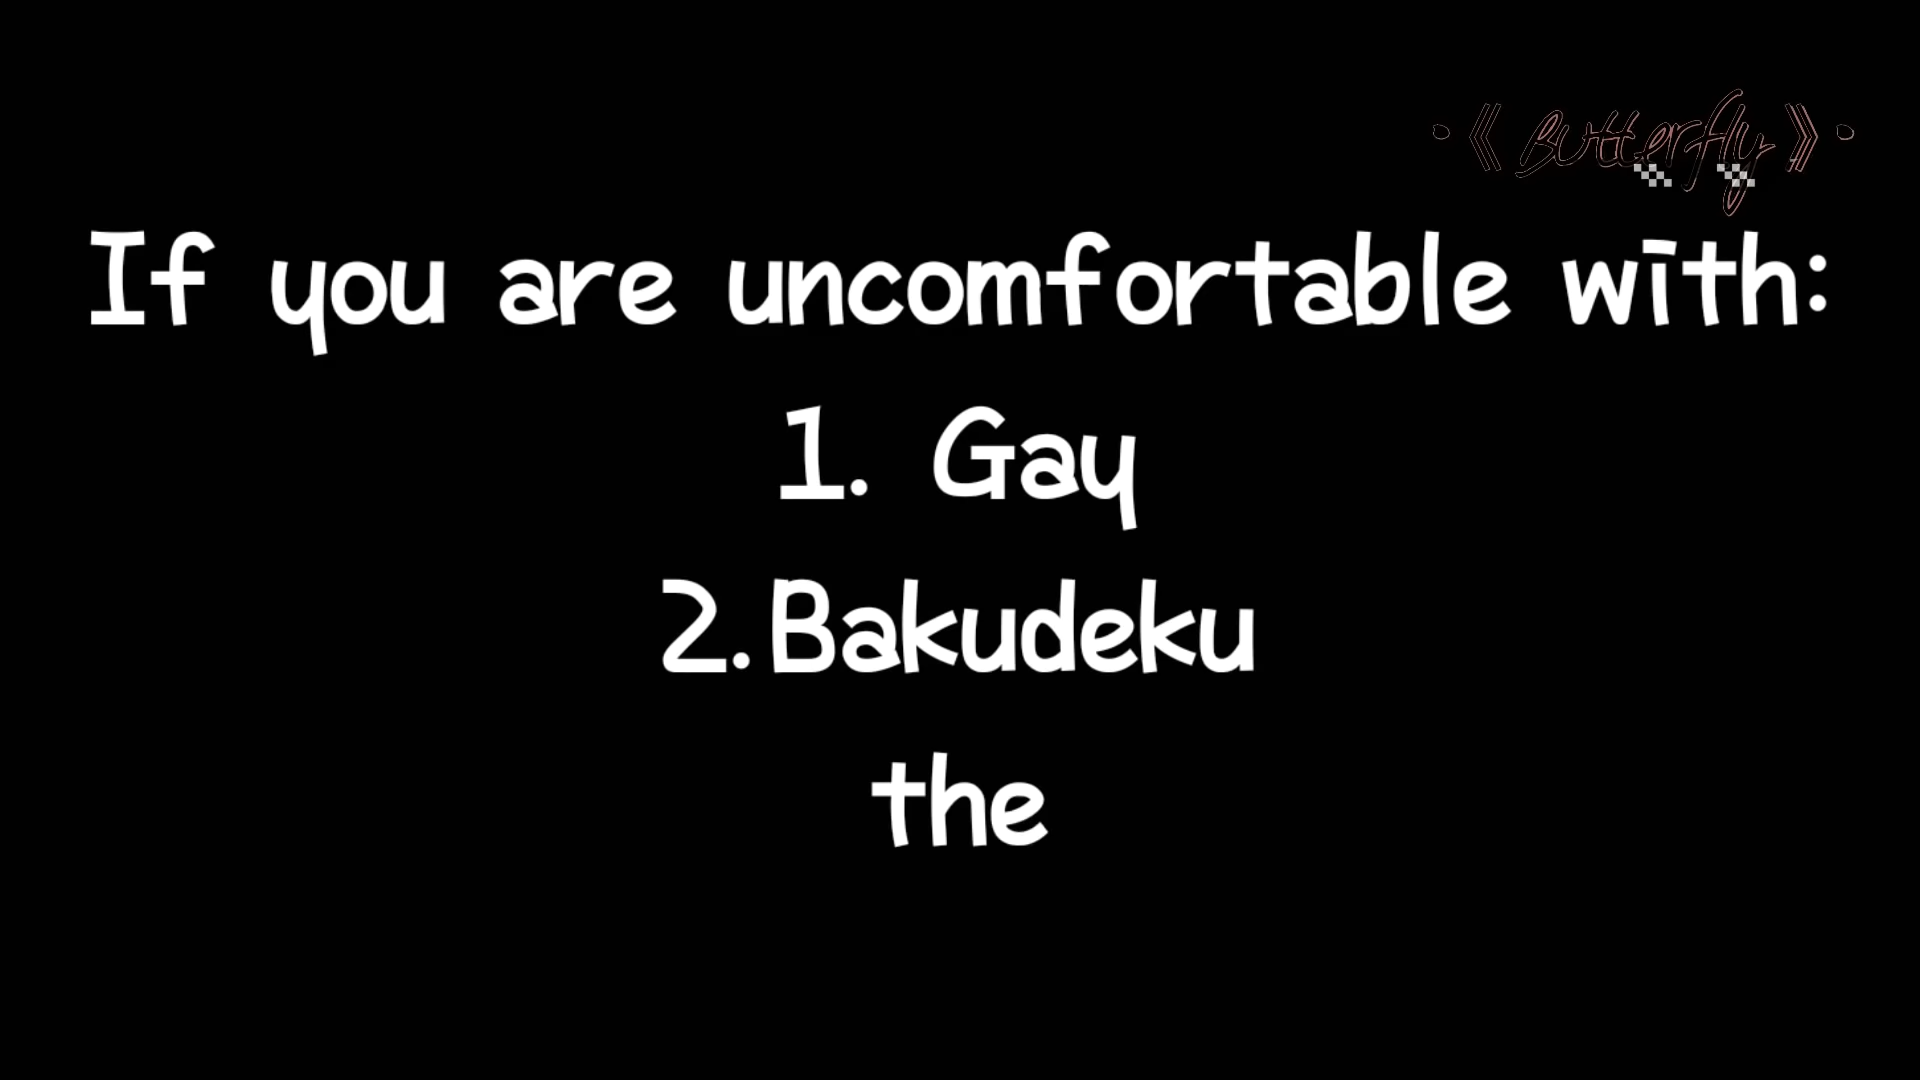 •《 Butterfly 》•
If you are uncomfortable with:
1. Gay
2.Bakudeku
the